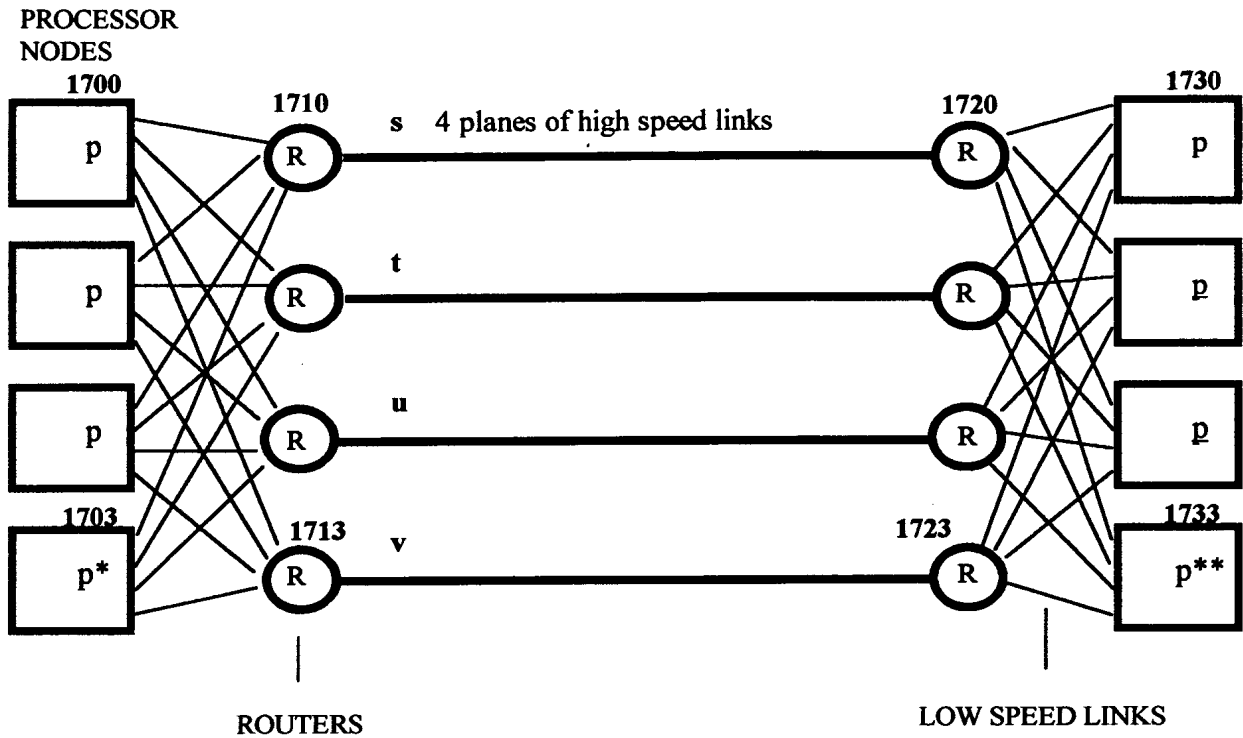 PROCESSOR
NODES
1700
1710
1720
1730
s 4 planes of high speed links
p
R
R
p
t
p
R
R
p
u
p
R
R
p
1703
1713
v
1723
1733
p*
R
R
p**
ROUTERS
LOW SPEED LINKS